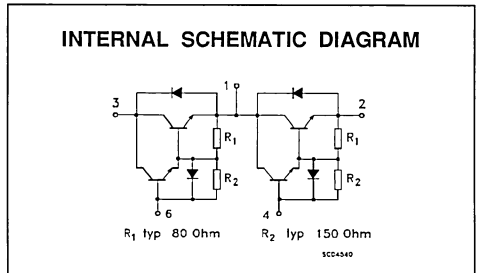 INTERNAL SCHEMATIC DIAGRAM
1
3
2
R1
R1
R2
R2
6
4
R1 typ 80 Ohm
R2 typ 150 Ohm
SCO4540